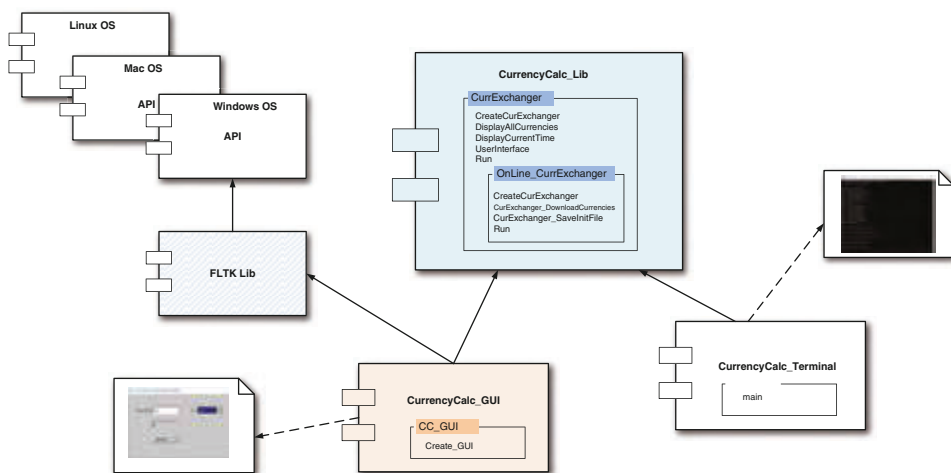 Linux OS
Mac OS
API
Windows OS
API
FLTK Lib
CurrencyCalc_Lib
CurrExchanger
CreateCurExchanger
DisplayAllCurrencies
DisplayCurrentTime
UserInterface
Run
OnLine_CurrExchanger
CreateCurExchanger
CurExchanger_DownloadCurrencies
CurExchanger_SaveInitFile
Run
CurrencyCalc_GUI
CC_GUI
Create_GUI
CurrencyCalc_Terminal
main